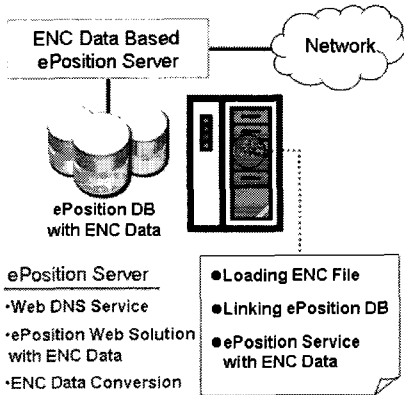 ENC Data Based
ePosition Server
Network
ePosition DB
with ENC Data
ePosition Server
•Web DNS Service
•ePosition Web Solution
with ENC Data
•ENC Data Conversion
●Loading ENC File
●Linking ePosition DB
●ePosition Service
with ENC Data